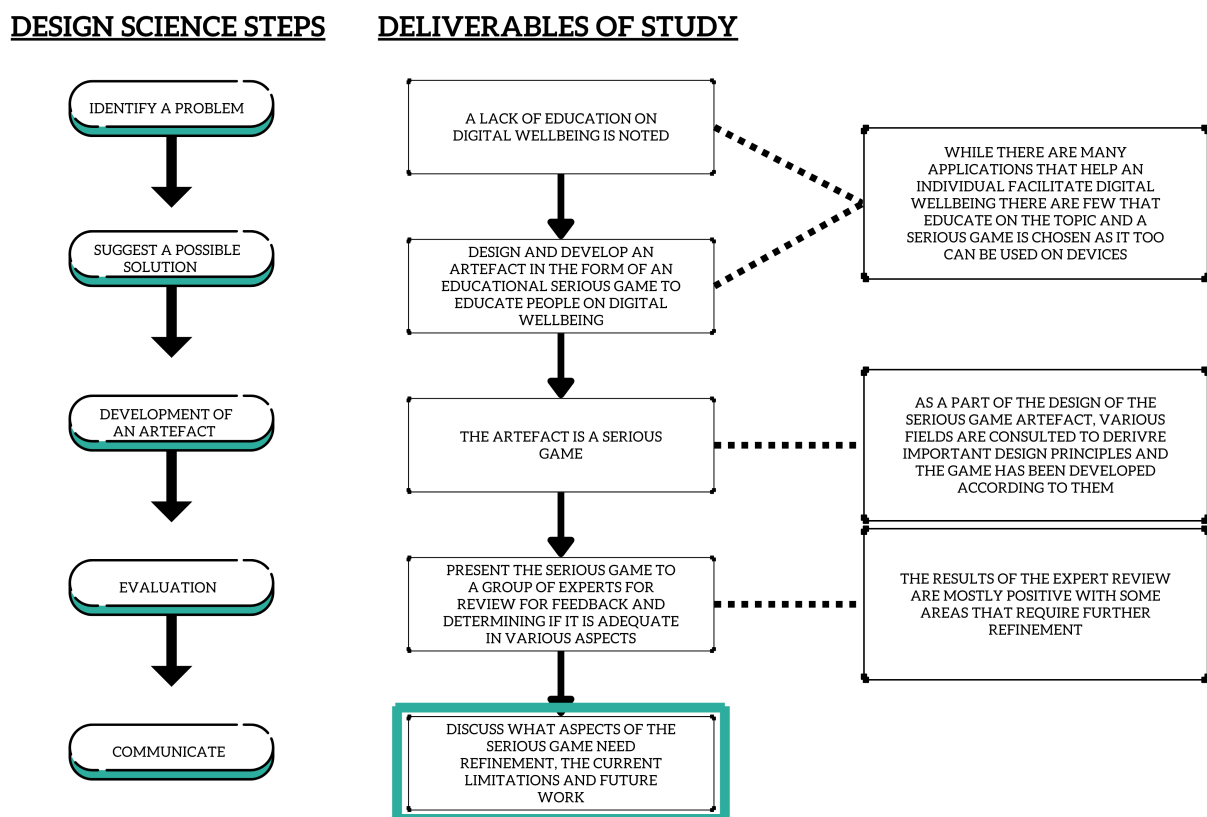 DESIGN SCIENCE STEPS
DELIVERABLES OF STUDY
IDENTIFY A PROBLEM
A LACK OF EDUCATION ON
DIGITAL WELLBEING IS NOTED
WHILE THERE ARE MANY
APPLICATIONS THAT HELP AN
INDIVIDUAL FACILITATE DIGITAL
WELLBEING THERE ARE FEW THAT
EDUCATE ON THE TOPIC AND A
SERIOUS GAME IS CHOSEN AS IT TOO
CAN BE USED ON DEVICES
SUGGEST A POSSIBLE
SOLUTION
DESIGN AND DEVELOP AN
ARTEFACT IN THE FORM OF AN
EDUCATIONAL SERIOUS GAME TO
EDUCATE PEOPLE ON DIGITAL
WELLBEING
DEVELOPMENT OF
AN ARTEFACT
THE ARTEFACT IS A SERIOUS
GAME
AS A PART OF THE DESIGN OF THE
SERIOUS GAME ARTEFACT, VARIOUS
FIELDS ARE CONSULTED TO DERIVRE
IMPORTANT DESIGN PRINCIPLES AND
THE GAME HAS BEEN DEVELOPED
ACCORDING TO THEM
EVALUATION
PRESENT THE SERIOUS GAME TO
A GROUP OF EXPERTS FOR
REVIEW FOR FEEDBACK AND
DETERMINING IF IT IS ADEQUATE
IN VARIOUS ASPECTS
THE RESULTS OF THE EXPERT REVIEW
ARE MOSTLY POSITIVE WITH SOME
AREAS THAT REQUIRE FURTHER
REFINEMENT
COMMUNICATE
DISCUSS WHAT ASPECTS OF THE
SERIOUS GAME NEED
REFINEMENT, THE CURRENT
LIMITATIONS AND FUTURE
WORK